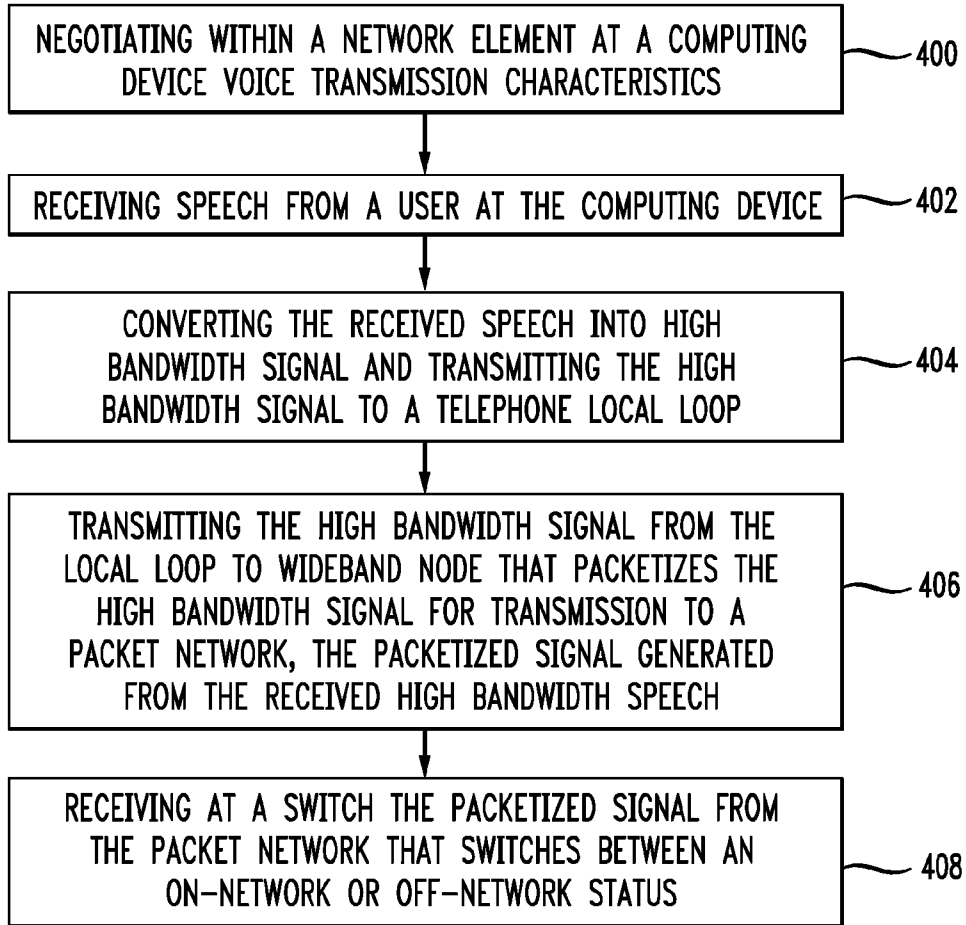 NEGOTIATING WITHIN A NETWORK ELEMENT AT A COMPUTING
DEVICE VOICE TRANSMISSION CHARACTERISTICS
400
RECEIVING SPEECH FROM A USER AT THE COMPUTING DEVICE
402
CONVERTING THE RECEIVED SPEECH INTO HIGH
BANDWIDTH SIGNAL AND TRANSMITTING THE HIGH
BANDWIDTH SIGNAL TO A TELEPHONE LOCAL LOOP
404
TRANSMITTING THE HIGH BANDWIDTH SIGNAL FROM THE
LOCAL LOOP TO WIDEBAND NODE THAT PACKETIZES THE
HIGH BANDWIDTH SIGNAL FOR TRANSMISSION TO A
PACKET NETWORK, THE PACKETIZED SIGNAL GENERATED
FROM THE RECEIVED HIGH BANDWIDTH SPEECH
406
RECEIVING AT A SWITCH THE PACKETIZED SIGNAL FROM
THE PACKET NETWORK THAT SWITCHES BETWEEN AN
ON-NETWORK OR OFF-NETWORK STATUS
408